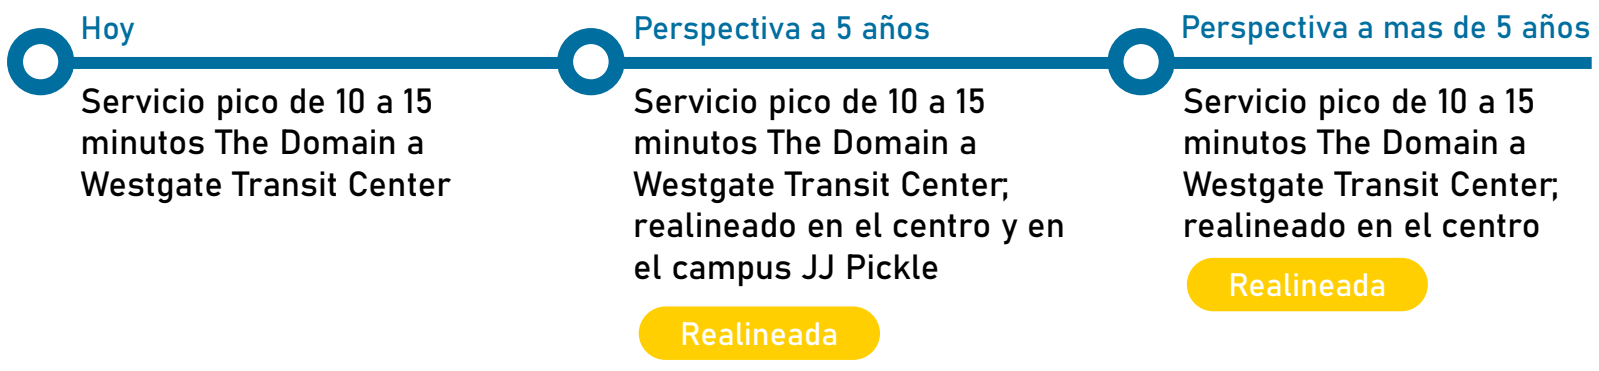 Hoy
Servicio pico de 10 a 15
minutos The Domain a
Westgate Transit Center
Perspectiva a 5 años
Servicio pico de 10 a 15
minutos The Domain a
Westgate Transit Center;
realineado en el centro y en
el campus JJ Pickle
Realineada
Perspectiva a mas de 5 años
Servicio pico de 10 a 15
minutos The Domain a
Westgate Transit Center;
realineado en el centro
Realineada